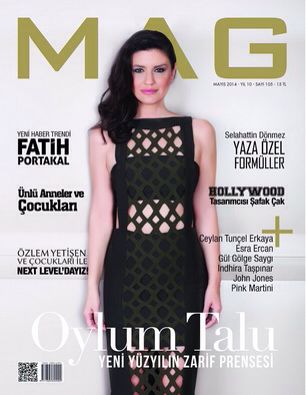 MAG
MAYIS 2014 · YIL 10 · SAYI 105 · 13 TL
YENİ HABER TRENDİ
FATİH
PORTAKAL
Ünlü Anneler ve
Çocukları
ÖZLEM YETİŞEN
VE ÇOCUKLARI İLE
NEXT LEVEL'DAYIZ!
Selahattin Dönmez
YAZA ÖZEL
FORMÜLLER
HOLLYWOOD
Tasarımcısı Şafak Çak
+
Ceylan Tunçel Erkaya
Esra Ercan
Gül Gölge Saygı
Indhira Taşpınar
John Jones
Pink Martini
Oylum Talu
YENİ YÜZYILIN ZARİF PRENSESİ